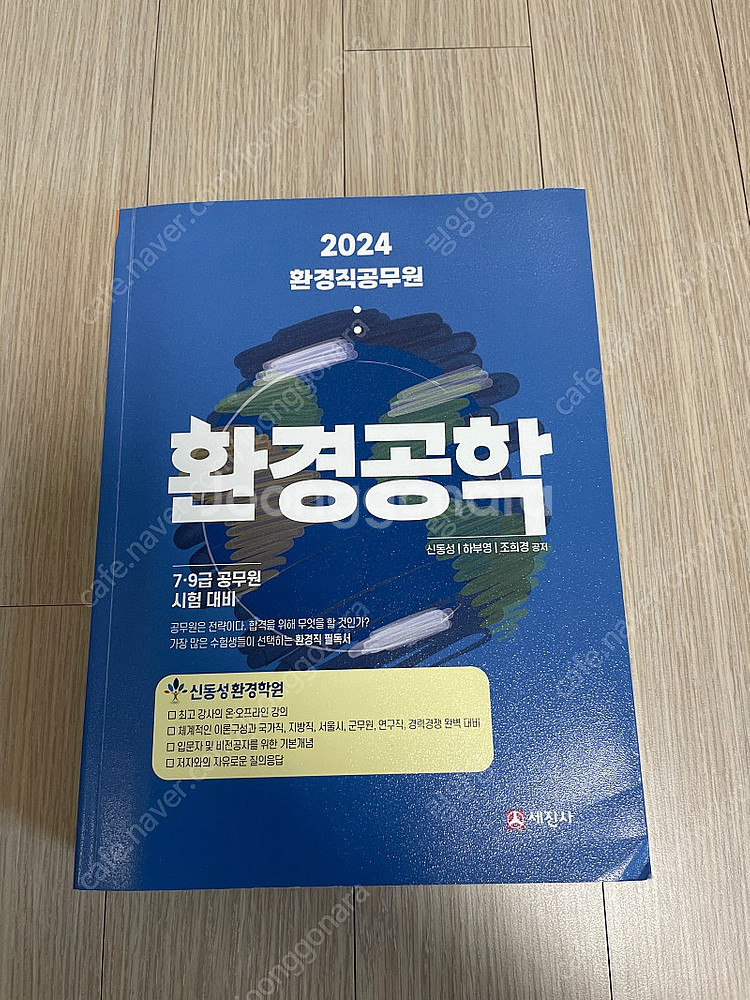 2024
환경직공무원
환경공학
신동성 | 하부영 | 조희경 공저
7·9급 공무원
시험 대비
공무원은 전략이다. 합격을 위해 무엇을 할 것인가?
가장 많은 수험생들이 선택하는 환경직 필독서
신동성 환경학원
□ 최고 강사의 온·오프라인 강의
□ 체계적인 이론구성과 국가직, 지방직, 서울시, 군무원, 연구직, 경력경쟁 완벽 대비
□ 입문자 및 비전공자를 위한 기본개념
□ 저자와의 자유로운 질의응답
세진사
cafe.naver.com/joonggonara
joonggonara
링잉잉